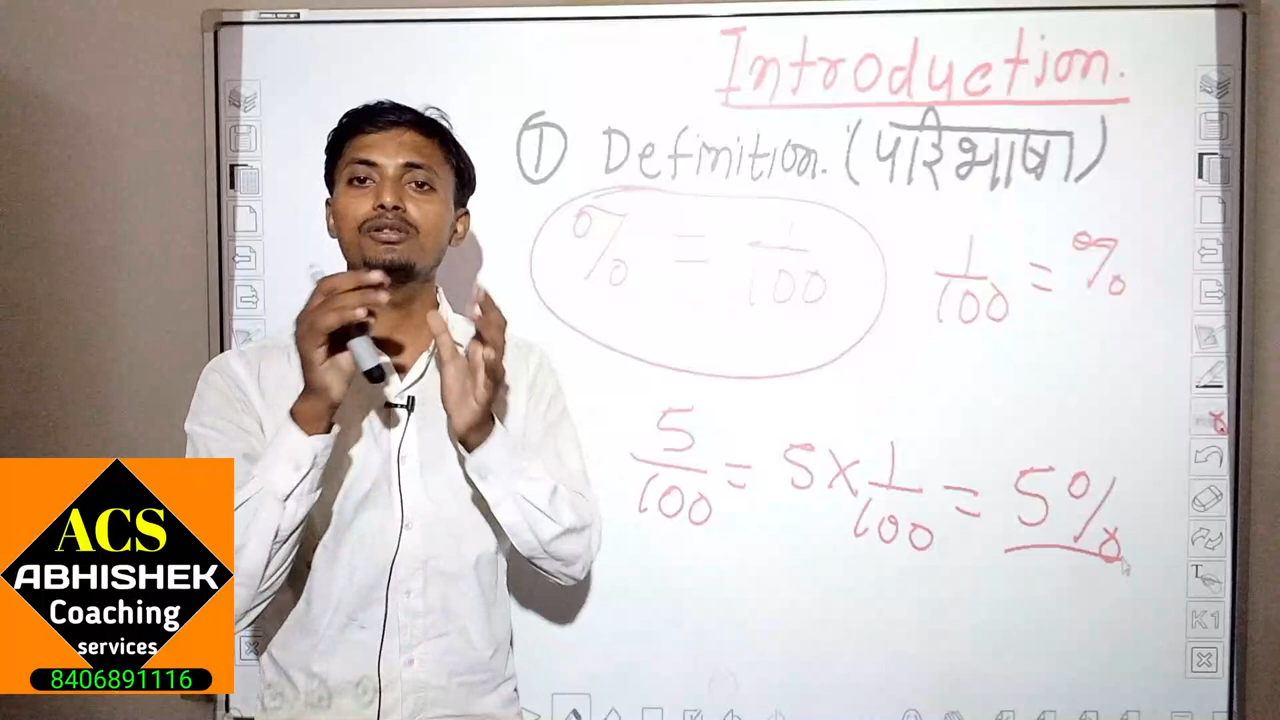 Introduction.
① Definition. (परिभाषा)
% = 1/100
1/100 = %
5/100 = 5 × 1/100 = 5%
T
K1
ACS
ABHISHEK
Coaching
services
8406891116